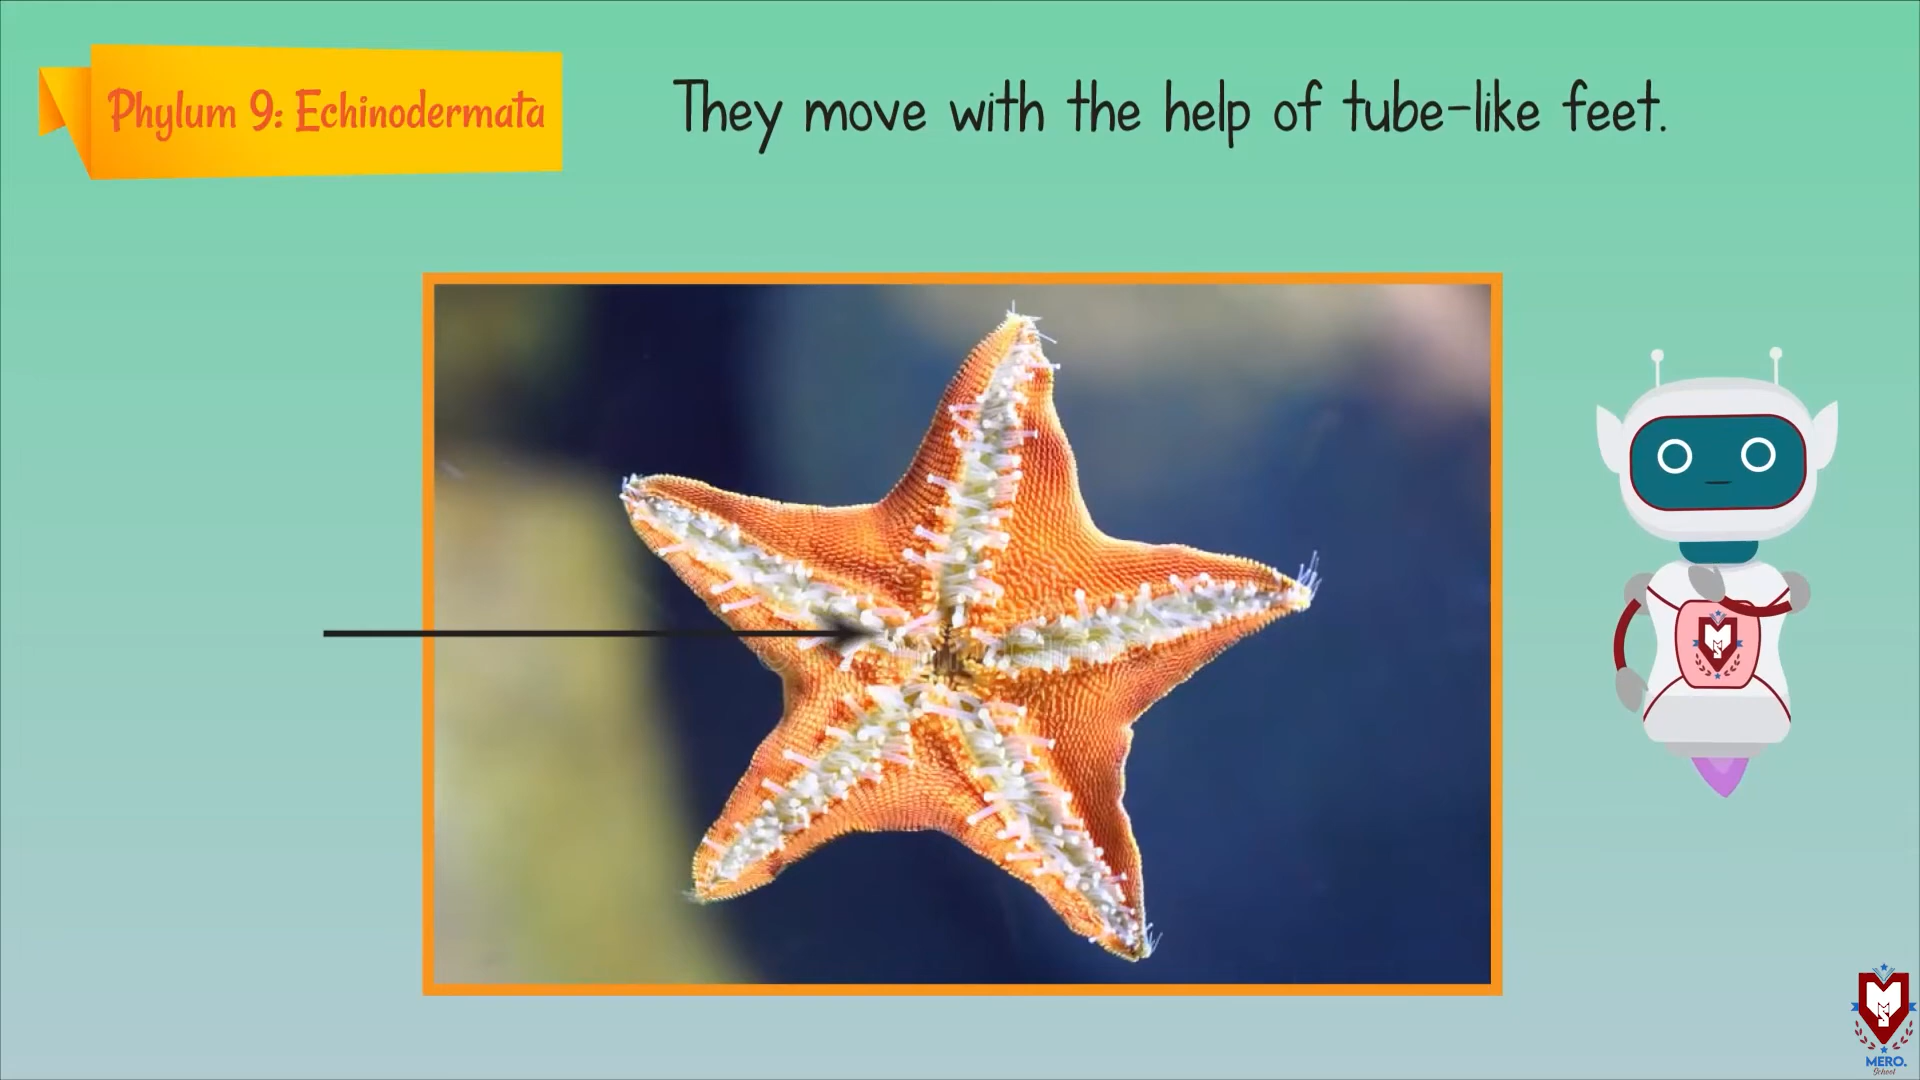 Phylum 9: Echinodermata
They move with the help of tube-like feet.
MERO.
School